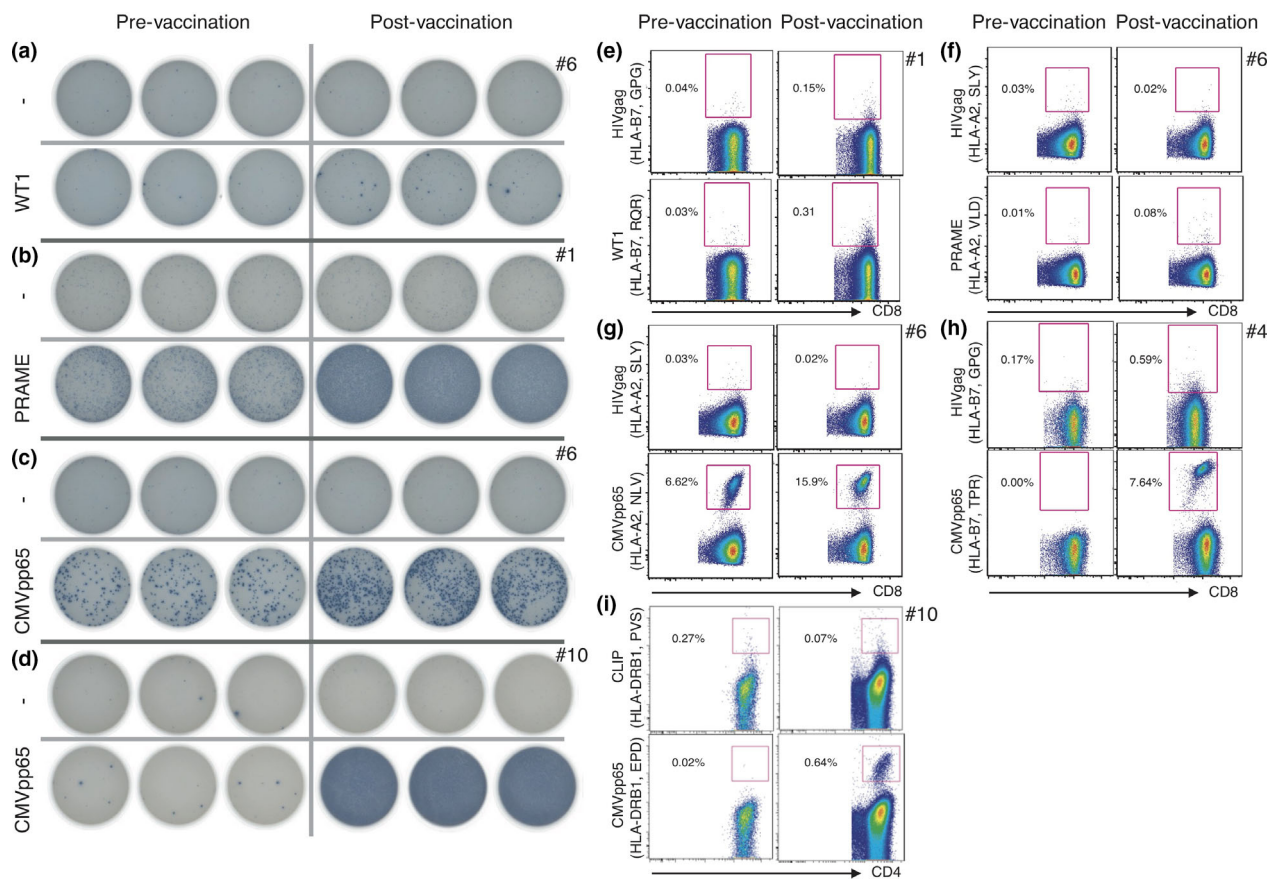 Pre-vaccination Post-vaccination
(a) #6
-
WT1
(b) #1
-
PRAME
(c) #6
-
CMVpp65
(d) #10
-
CMVpp65
Pre-vaccination Post-vaccination
(e) #1
HIVgag
(HLA-B7, GPG)
0.04% 0.15%
WT1
(HLA-B7, RQR)
0.03% 0.31
CD8
Pre-vaccination Post-vaccination
(f) #6
HIVgag
(HLA-A2, SLY)
0.03% 0.02%
PRAME
(HLA-A2, VLD)
0.01% 0.08%
CD8
(g) #6
HIVgag
(HLA-A2, SLY)
0.03% 0.02%
CMVpp65
(HLA-A2, NLV)
6.62% 15.9%
CD8
(h) #4
HIVgag
(HLA-B7, GPG)
0.17% 0.59%
CMVpp65
(HLA-B7, TPR)
0.00% 7.64%
CD8
(i) #10
CLIP
(HLA-DRB1, PVS)
0.27% 0.07%
CMVpp65
(HLA-DRB1, EPD)
0.02% 0.64%
CD4